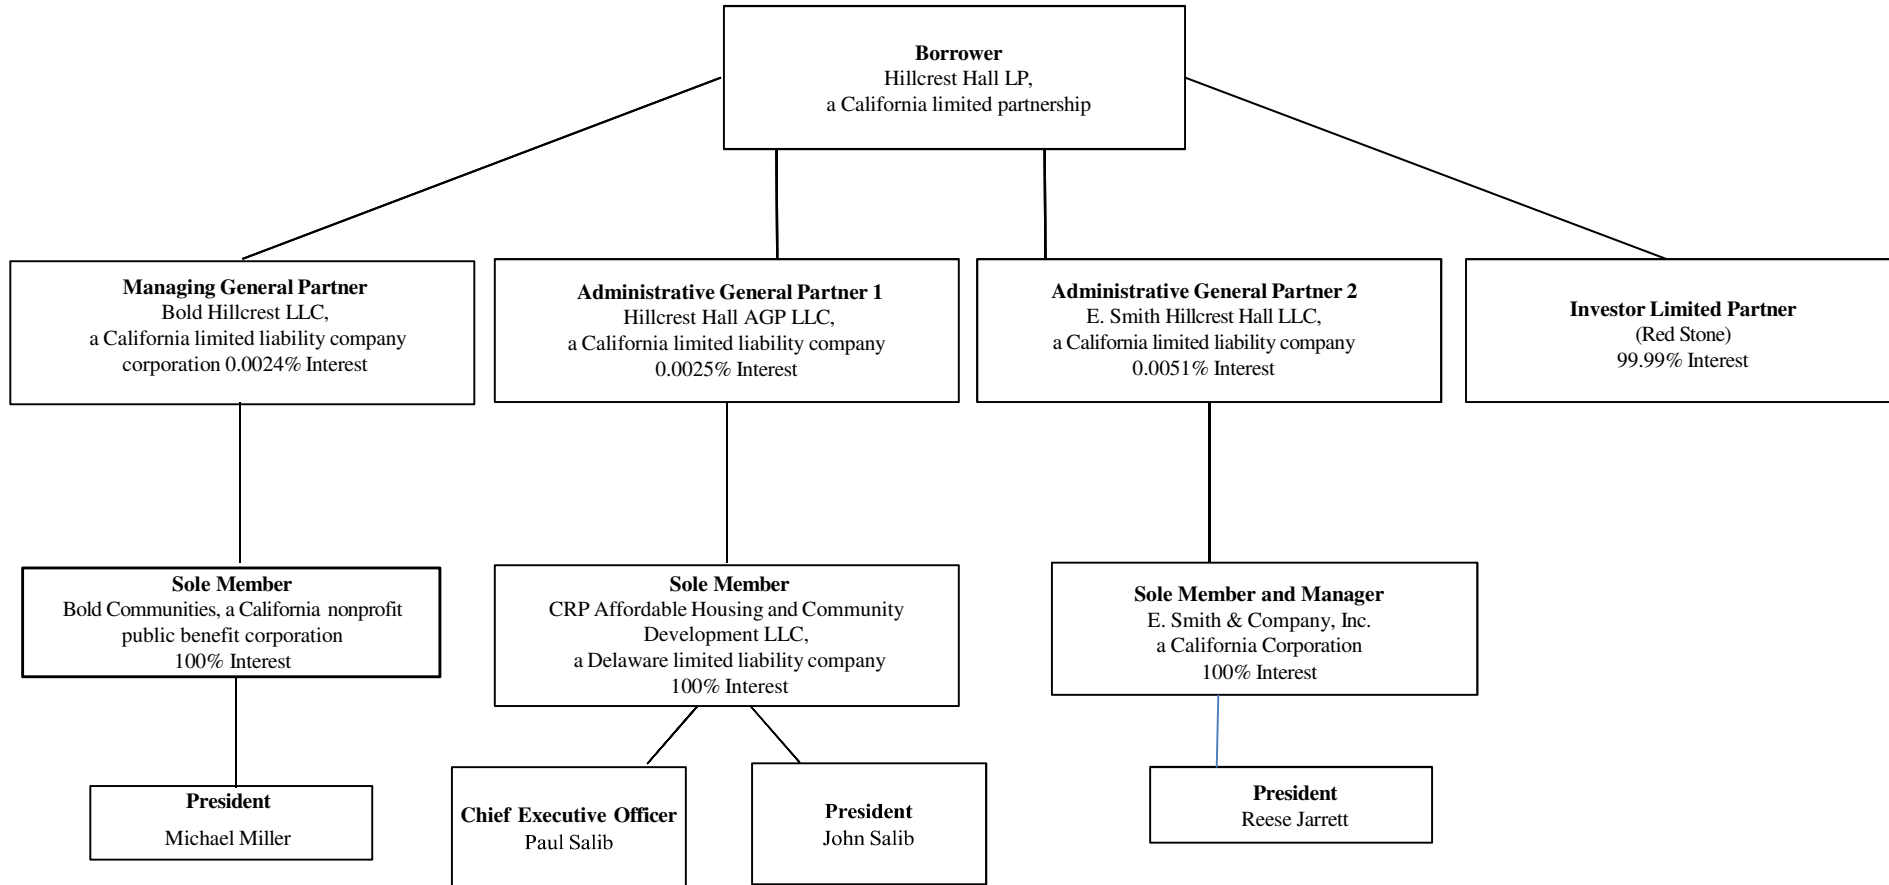 Borrower
Hillcrest Hall LP,
a California limited partnership
Managing General Partner
Bold Hillcrest LLC,
a California limited liability company
corporation 0.0024% Interest
Administrative General Partner 1
Hillcrest Hall AGP LLC,
a California limited liability company
0.0025% Interest
Administrative General Partner 2
E. Smith Hillcrest Hall LLC,
a California limited liability company
0.0051% Interest
Investor Limited Partner
(Red Stone)
99.99% Interest
Sole Member
Bold Communities, a California nonprofit
public benefit corporation
100% Interest
Sole Member
CRP Affordable Housing and Community
Development LLC,
a Delaware limited liability company
100% Interest
Sole Member and Manager
E. Smith & Company, Inc.
a California Corporation
100% Interest
President
Michael Miller
Chief Executive Officer
Paul Salib
President
John Salib
President
Reese Jarrett